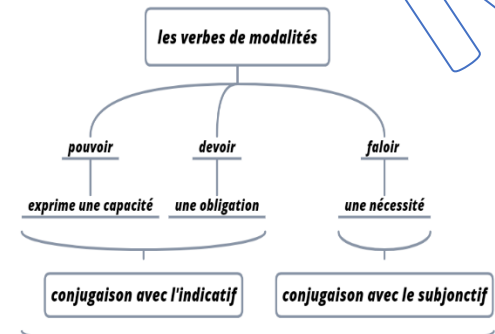 les verbes de modalités
pouvoir
devoir
faloir
exprime une capacité
une obligation
une nécessité
conjugaison avec l'indicatif
conjugaison avec le subjonctif